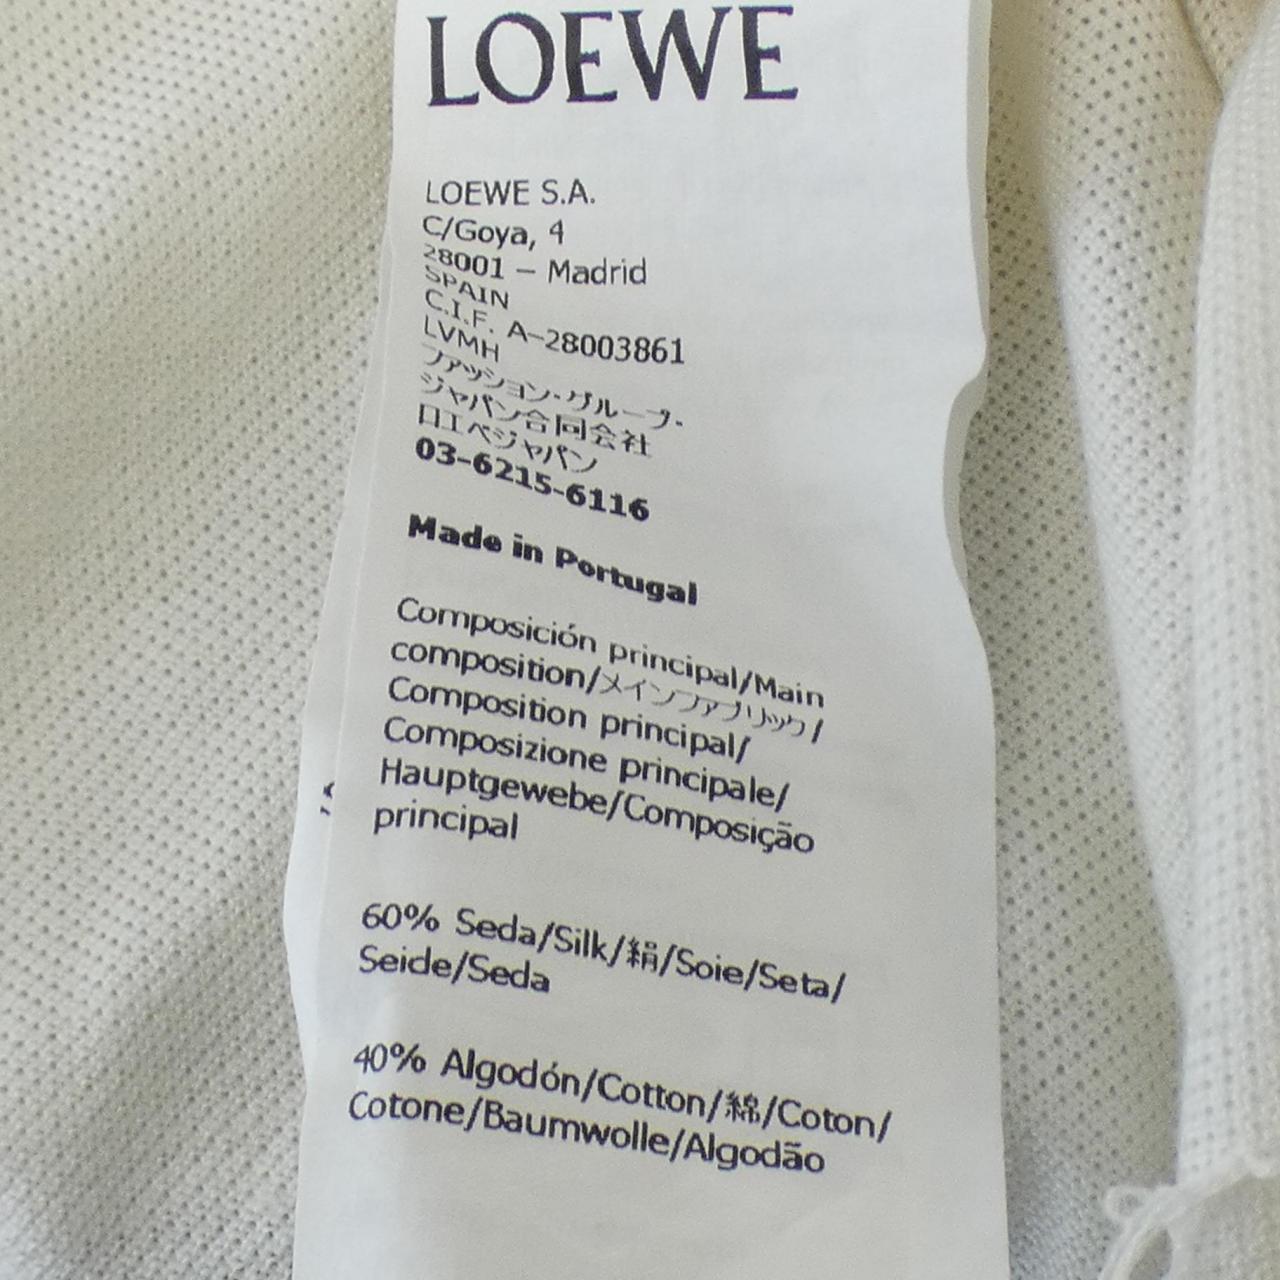 LOEWE
LOEWE S.A.
C/Goya, 4
28001 – Madrid
SPAIN
C.I.F. A-28003861
LVMH
ファッション・グループ・
ジャパン合同会社
ロエベジャパン
03-6215-6116
Made in Portugal
Composición principal/Main
composition/メインファブリック/
Composition principal/
Composizione principale/
Hauptgewebe/Composição
principal
60% Seda/Silk/絹/Soie/Seta/
Seide/Seda
40% Algodón/Cotton/綿/Coton/
Cotone/Baumwolle/Algodão